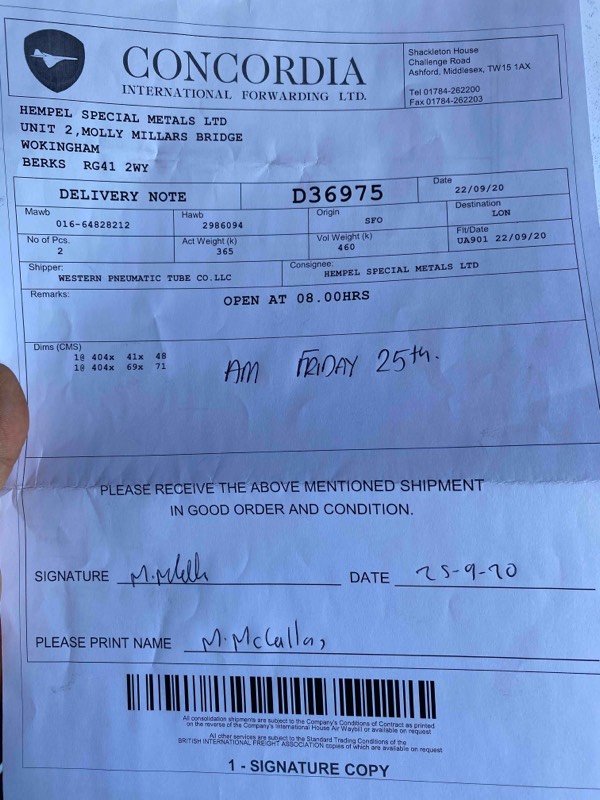 CONCORDIA
INTERNATIONAL FORWARDING LTD.
Shackleton House
Challenge Road
Ashford, Middlesex, TW15 1AX
Tel 01784-262200
Fax 01784-262203
HEMPEL SPECIAL METALS LTD
UNIT 2,MOLLY MILLARS BRIDGE
WOKINGHAM
BERKS RG41 2WY
DELIVERY NOTE D36975 Date 22/09/20
Mawb 016-64828212 Hawb 2986094 Origin SFO Destination LON
No of Pcs. 2 Act Weight (k) 365 Vol Weight (k) 460 Flt/Date UA901 22/09/20
Shipper: WESTERN PNEUMATIC TUBE CO.LLC Consignee: HEMPEL SPECIAL METALS LTD
Remarks: OPEN AT 08.00HRS
Dims (CMS)
1@ 404x 41x 48
1@ 404x 69x 71
AM FRIDAY 25th.
PLEASE RECEIVE THE ABOVE MENTIONED SHIPMENT
IN GOOD ORDER AND CONDITION.
SIGNATURE DATE 25-9-20
PLEASE PRINT NAME M.
All consolidation shipments are subject to the Company's Conditions of Contract as printed
on the reverse of the Company's International House Air Waybill or available on request
All other services are subject to the Standard Trading Conditions of the
BRITISH INTERNATIONAL FREIGHT ASSOCIATION copies of which are available on request
1 - SIGNATURE COPY